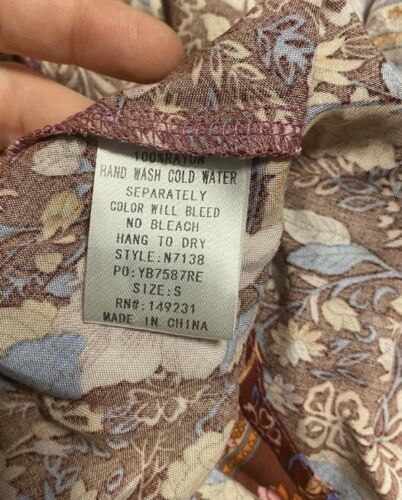 100%RAYON
HAND WASH COLD WATER
SEPARATELY
COLOR WILL BLEED
NO BLEACH
HANG TO DRY
STYLE:N7138
PO:YB7587RE
SIZE:S
RN#:149231
MADE IN CHINA